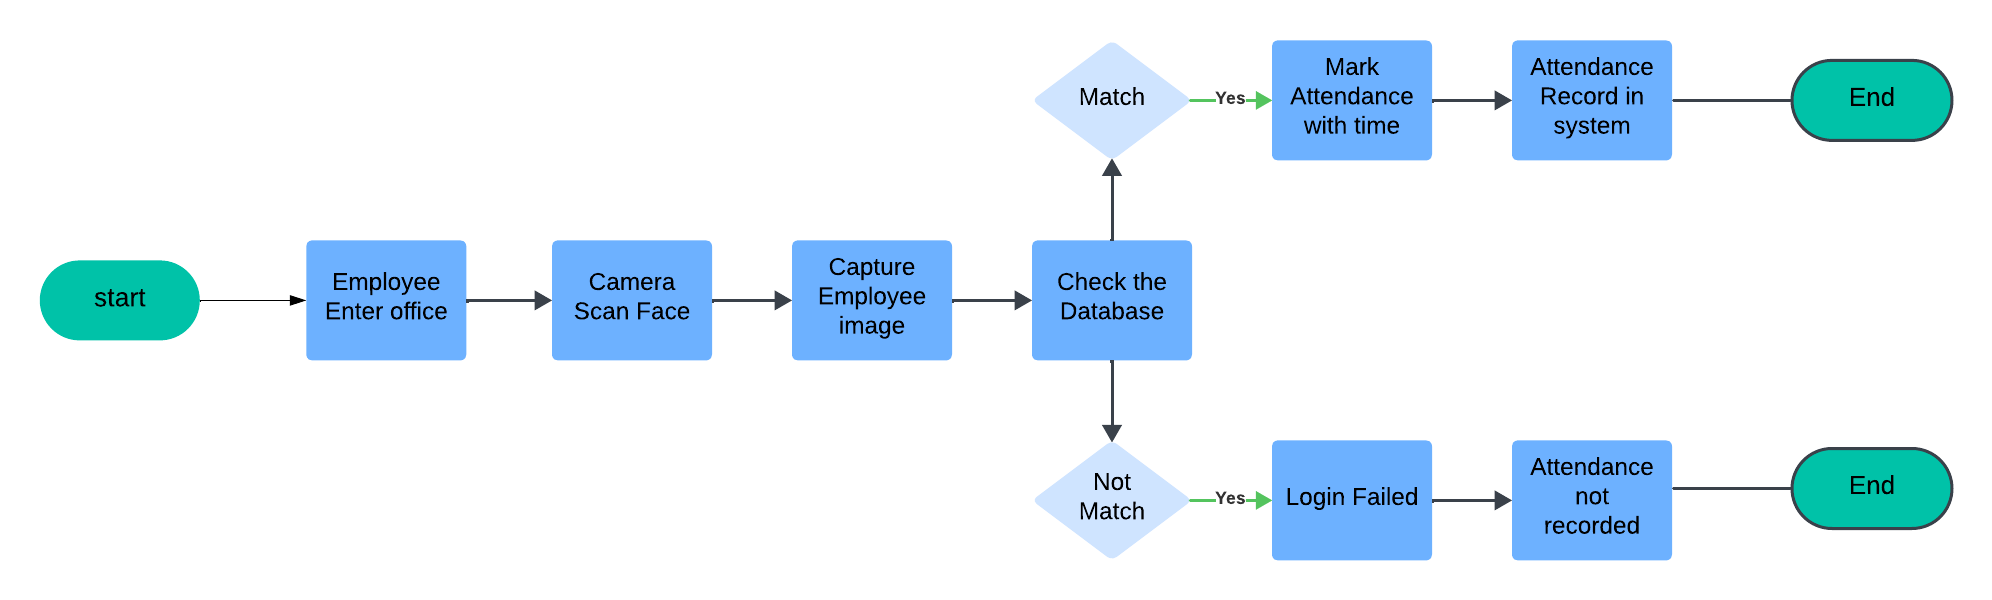 start
Employee
Enter office
Camera
Scan Face
Capture
Employee
image
Check the
Database
Match
Yes
Mark
Attendance
with time
Attendance
Record in
system
End
Not
Match
Yes
Login Failed
Attendance
not
recorded
End